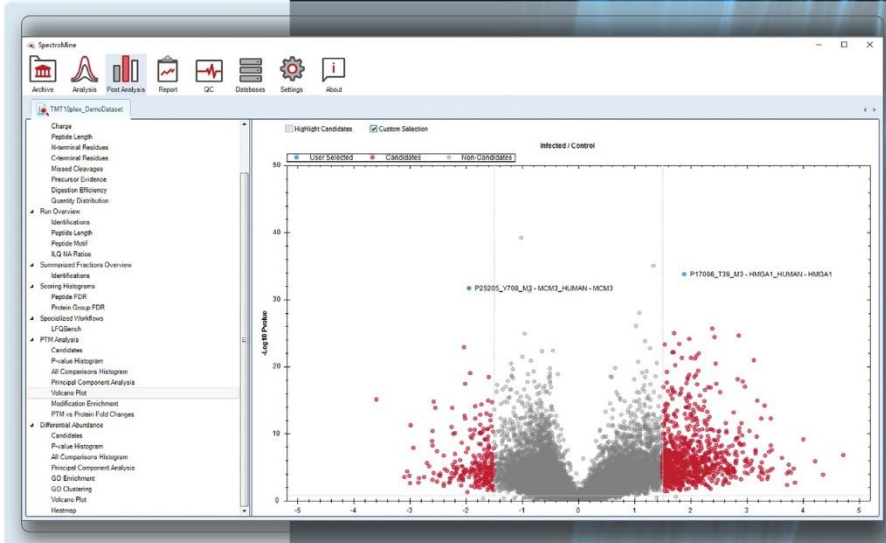 SpectroMine
Archive
Analysis
Post Analysis
Report
QC
Databases
Settings
About
TMT10plex_DemoDataset
Charge
Peptide Length
N-terminal Residues
C-terminal Residues
Missed Cleavages
Precursor Evidence
Digestion Efficiency
Quantity Distribution
Run Overview
Identifications
Peptide Length
Peptide Motif
ILQ NA Ratios
Summarized Fractions Overview
Identifications
Scoring Histograms
Peptide FDR
Protein Group FDR
Specialized Workflows
LFQBench
PTM Analysis
Candidates
P-value Histogram
All Comparisons Histogram
Principal Component Analysis
Volcano Plot
Modification Enrichment
PTM vs Protein Fold Changes
Differential Abundance
Candidates
P-value Histogram
All Comparisons Histogram
Principal Component Analysis
GO Enrichment
GO Clustering
Volcano Plot
Heatmap
Highlight Candidates
Custom Selection
Infected / Control
User Selected
Candidates
Non-Candidates
50
40
30
20
10
0
-Log10 Pvalue
P25205_Y708_M3 - MCM3_HUMAN - MCM3
P17096_T39_M3 - HMGA1_HUMAN - HMGA1
-5 -4 -3 -2 -1 0 1 2 3 4 5